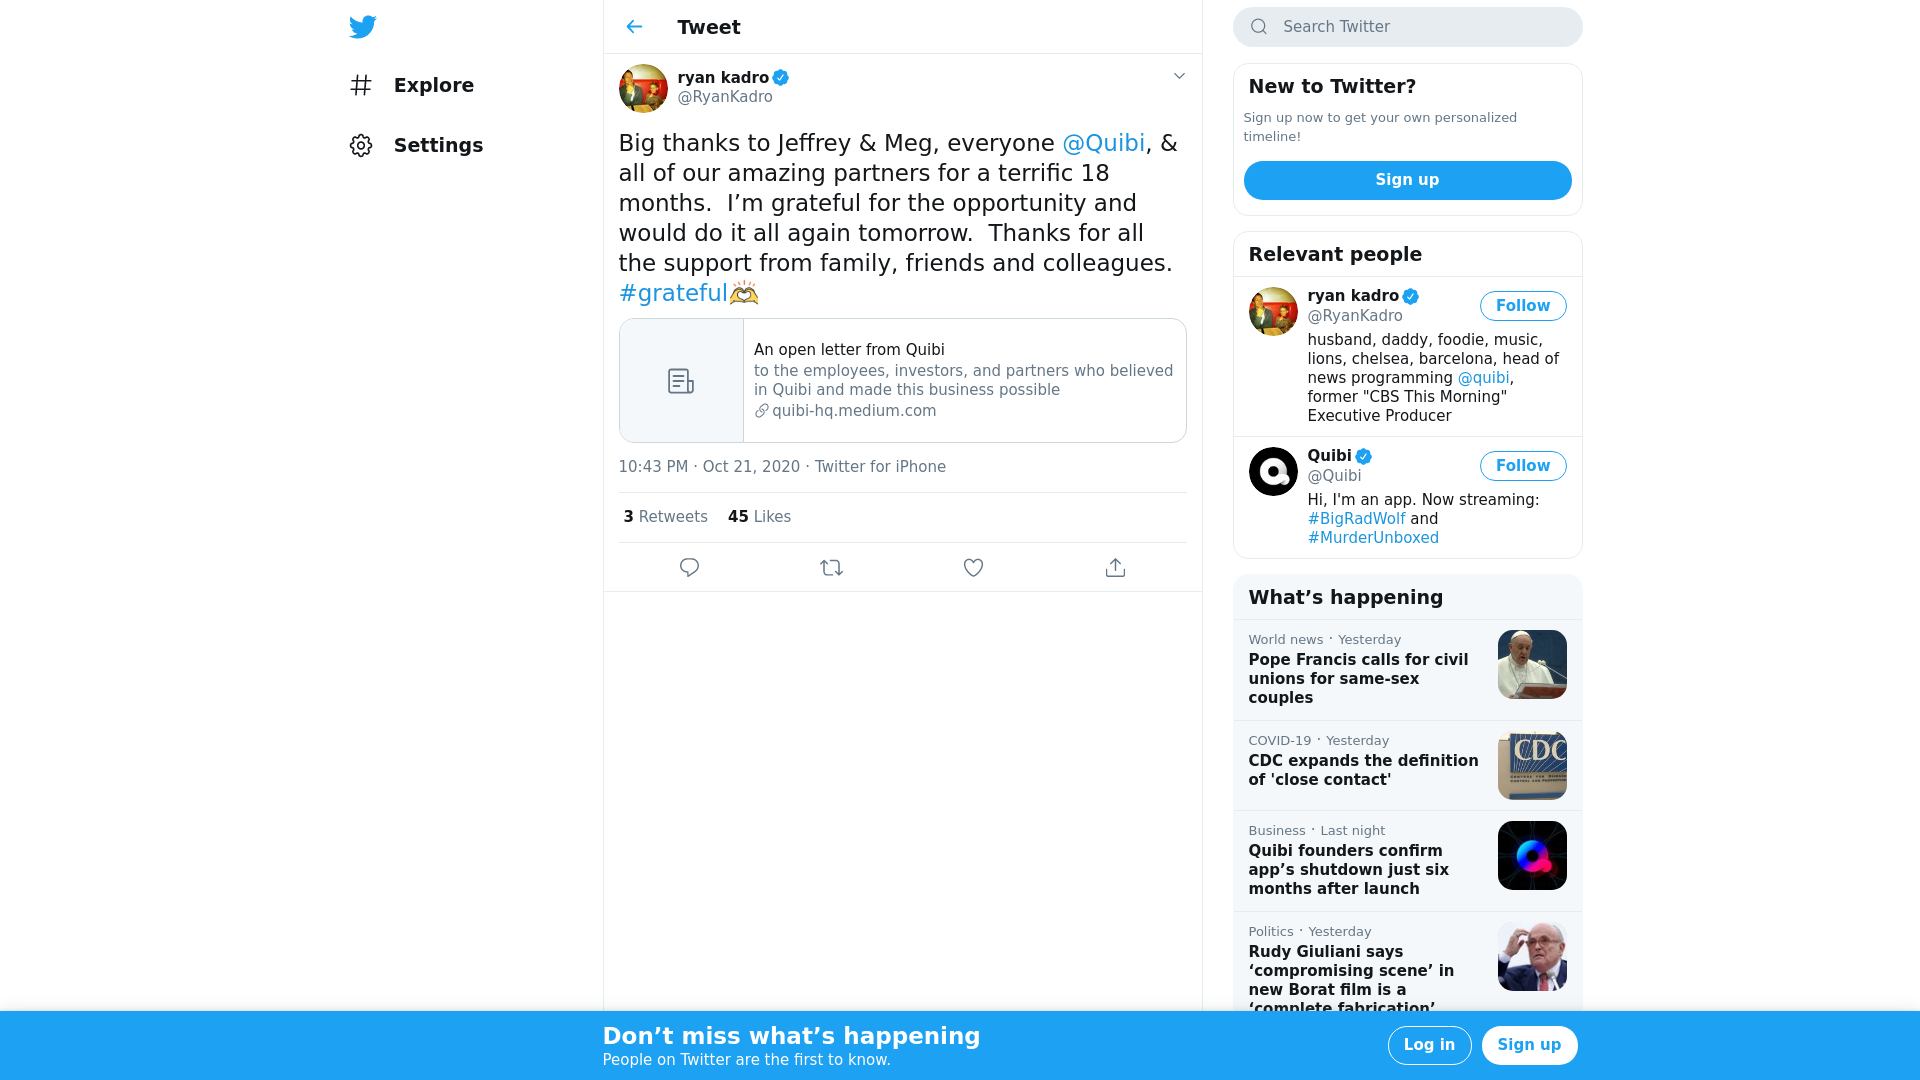 Explore
Settings
Tweet
ryan kadro
@RyanKadro
Big thanks to Jeffrey & Meg, everyone @Quibi, &
all of our amazing partners for a terrific 18
months.  I’m grateful for the opportunity and
would do it all again tomorrow.  Thanks for all
the support from family, friends and colleagues.
#grateful
An open letter from Quibi
to the employees, investors, and partners who believed
in Quibi and made this business possible
quibi-hq.medium.com
10:43 PM · Oct 21, 2020 · Twitter for iPhone
3 Retweets 45 Likes
Search Twitter
New to Twitter?
Sign up now to get your own personalized
timeline!
Sign up
Relevant people
ryan kadro
@RyanKadro
Follow
husband, daddy, foodie, music,
lions, chelsea, barcelona, head of
news programming @quibi,
former "CBS This Morning"
Executive Producer
Quibi
@Quibi
Follow
Hi, I'm an app. Now streaming:
#BigRadWolf and
#MurderUnboxed
What’s happening
World news · Yesterday
Pope Francis calls for civil
unions for same-sex
couples
COVID-19 · Yesterday
CDC expands the definition
of 'close contact'
CDC
Business · Last night
Quibi founders confirm
app’s shutdown just six
months after launch
Politics · Yesterday
Rudy Giuliani says
‘compromising scene’ in
new Borat film is a
‘complete fabrication’
Don’t miss what’s happening
People on Twitter are the first to know.
Log in
Sign up